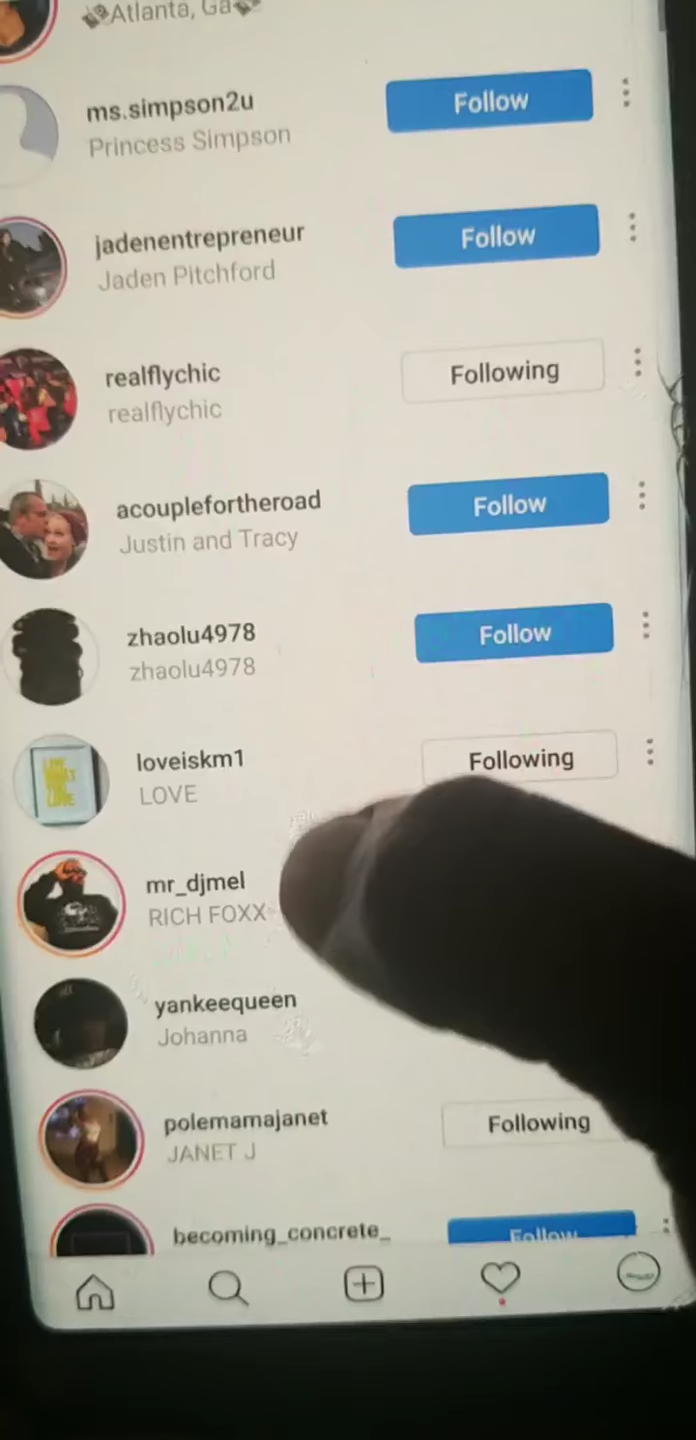 Atlanta, Ga
ms.simpson2u
Princess Simpson
Follow
jadenentrepreneur
Jaden Pitchford
Follow
realflychic
realflychic
Following
acouplefortheroad
Justin and Tracy
Follow
zhaolu4978
zhaolu4978
Follow
loveiskm1
LOVE
Following
mr_djmel
RICH FOXX
yankeequeen
Johanna
polemamajanet
JANET J
Following
becoming_concrete_
Follow